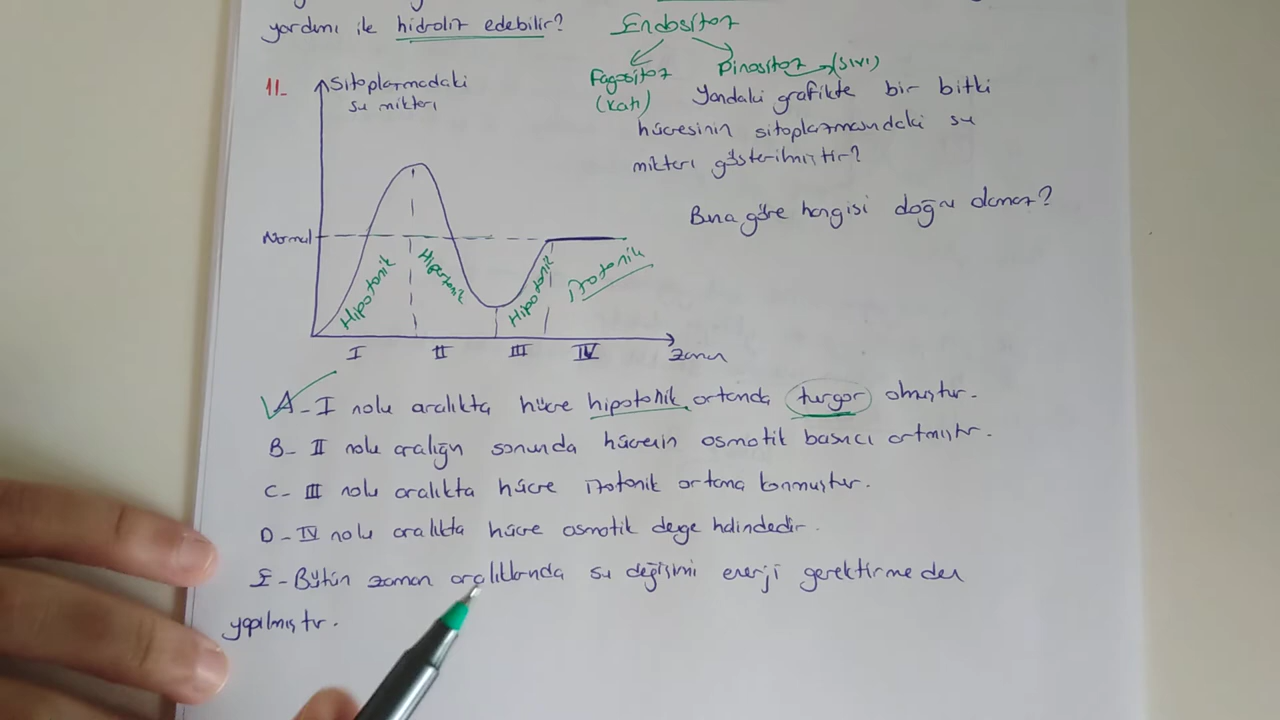 yardımı ile hidroliz edebilir?
Endositoz
Fagositoz
(katı)
Pinositoz → (sıvı)
11-
Sitoplazmadaki
su miktarı
Yandaki grafikte bir bitki
hücresinin sitoplazmasındaki su
miktarı gösterilmiştir?
Buna göre hangisi doğru olamaz?
Normal
Hipotonik
Hipertonik
Hipotonik
İzotonik
I II III IV zaman
A- I nolu aralıkta hücre hipotonik ortamda turgor olmuştur.
B- II nolu aralığın sonunda hücrenin osmotik basıncı artmıştır.
C- III nolu aralıkta hücre izotonik ortama konmuştur.
D- IV nolu aralıkta hücre osmotik denge halindedir.
E- Bütün zaman aralıklarında su değişimi enerji gerektirmeden
yapılmıştır.